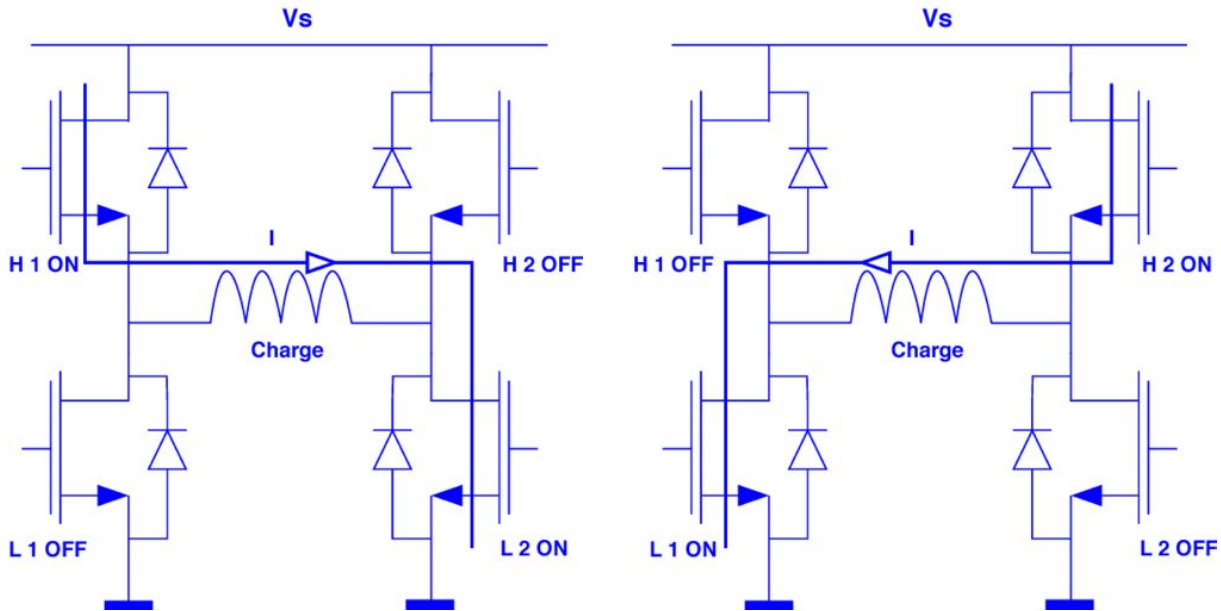 Vs
I
H 1 ON
H 2 OFF
Charge
L 1 OFF
L 2 ON
Vs
I
H 1 OFF
H 2 ON
Charge
L 1 ON
L 2 OFF